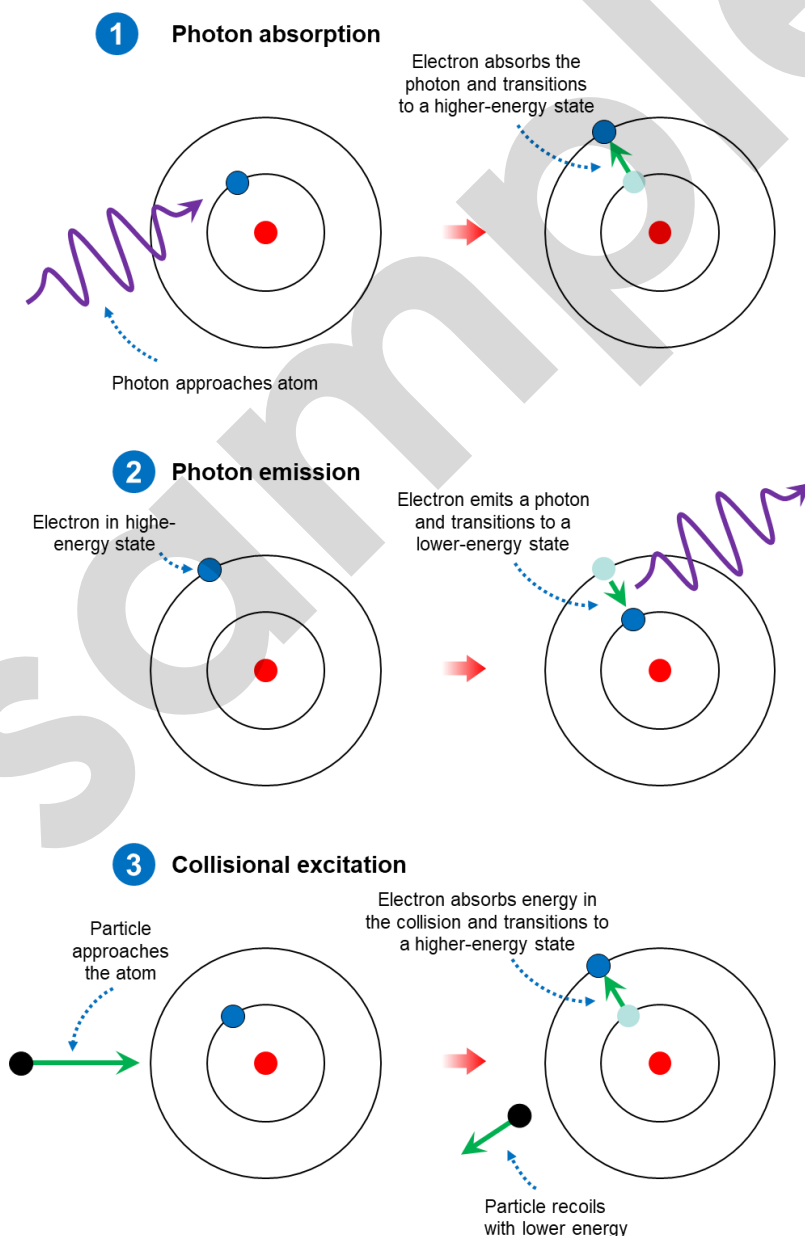 1 Photon absorption
Electron absorbs the
photon and transitions
to a higher-energy state
Photon approaches atom
2 Photon emission
Electron in highe-
energy state
Electron emits a photon
and transitions to a
lower-energy state
3 Collisional excitation
Particle
approaches
the atom
Electron absorbs energy in
the collision and transitions to
a higher-energy state
Particle recoils
with lower energy
sample